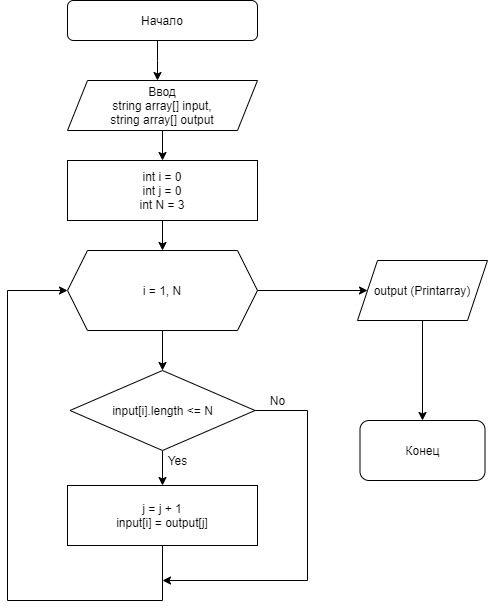 Начало
Ввод
string array[] input,
string array[] output
int i = 0
int j = 0
int N = 3
i = 1, N
output (Printarray)
input[i].length <= N
No
Yes
Конец
j = j + 1
input[i] = output[j]